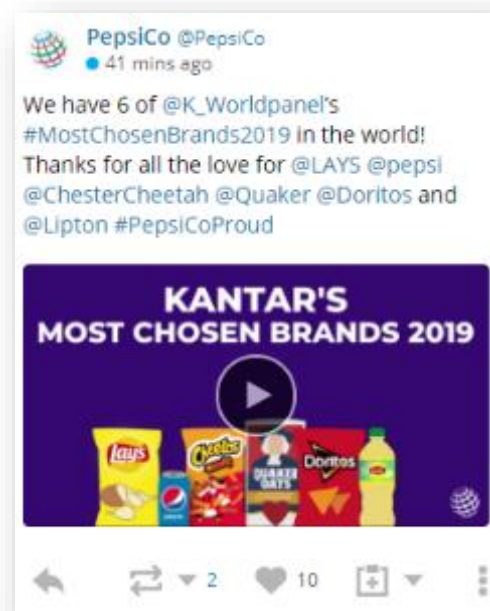 PepsiCo @PepsiCo
41 mins ago
We have 6 of @K_Worldpanel's
#MostChosenBrands2019 in the world!
Thanks for all the love for @LAYS @pepsi
@ChesterCheetah @Quaker @Doritos and
@Lipton #PepsiCoProud
KANTAR'S
MOST CHOSEN BRANDS 2019
Lay's
Cheetos
QUAKER
OATS
Doritos
2
10